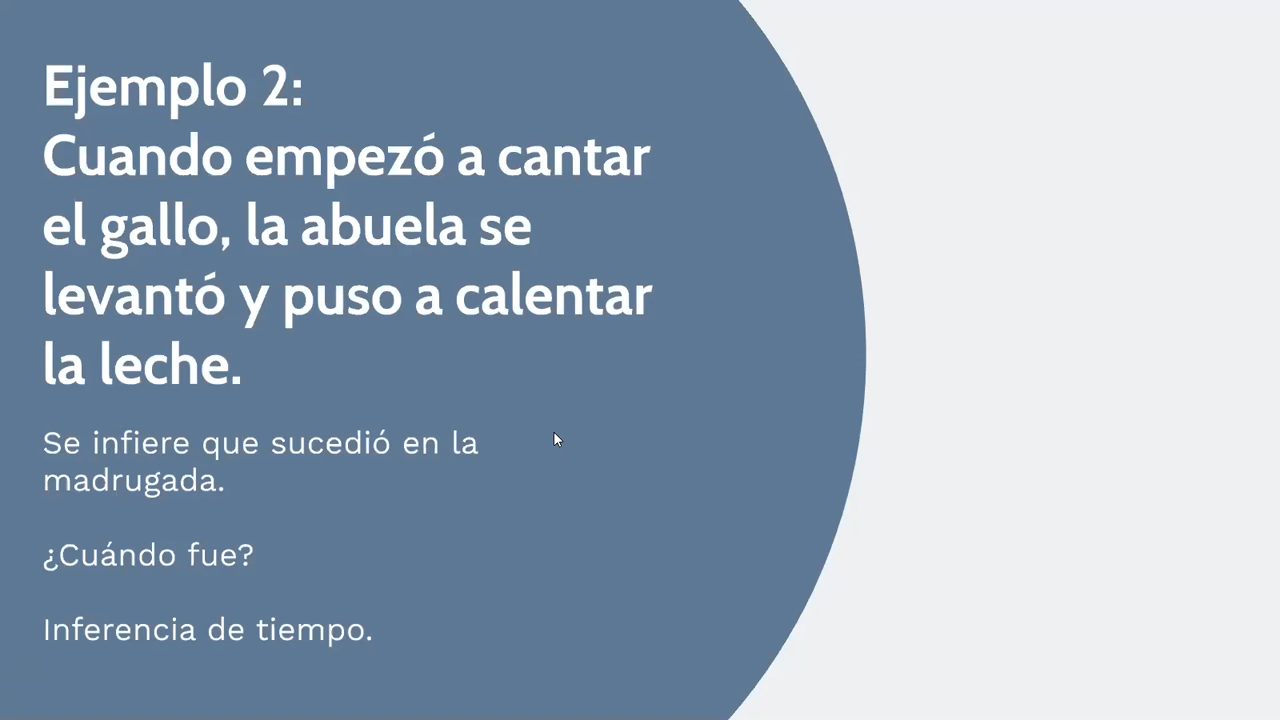 Ejemplo 2:
Cuando empezó a cantar
el gallo, la abuela se
levantó y puso a calentar
la leche.
Se infiere que sucedió en la
madrugada.
¿Cuándo fue?
Inferencia de tiempo.